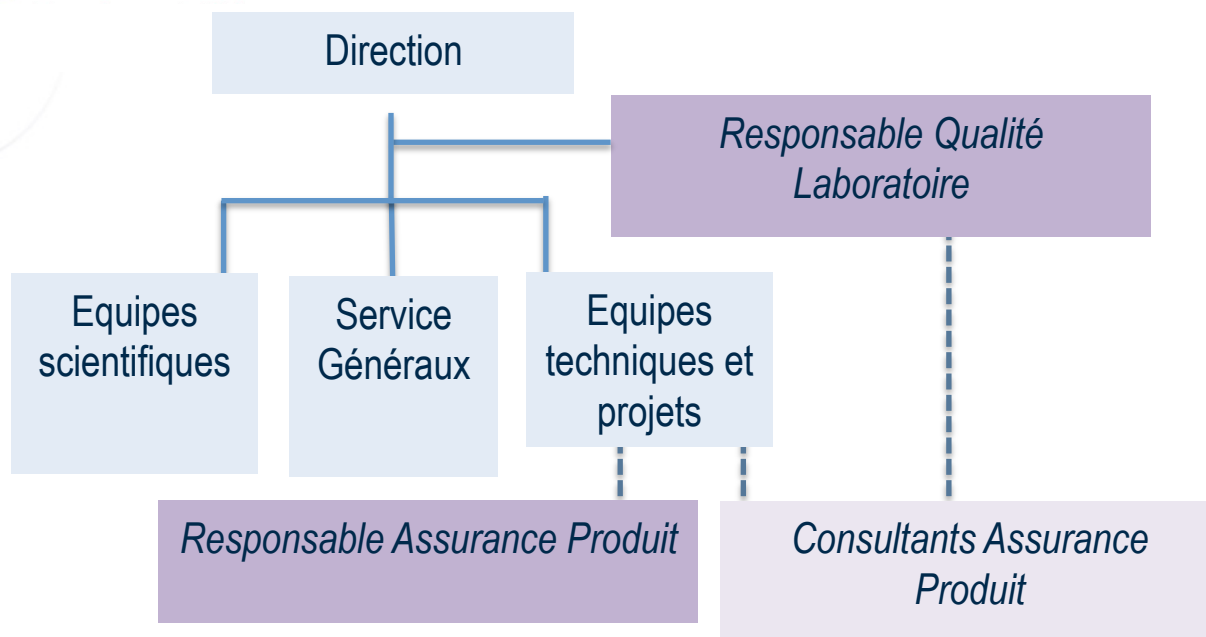 Direction
Responsable Qualité
Laboratoire
Equipes
scientifiques
Service
Généraux
Equipes
techniques et
projets
Responsable Assurance Produit
Consultants Assurance
Produit